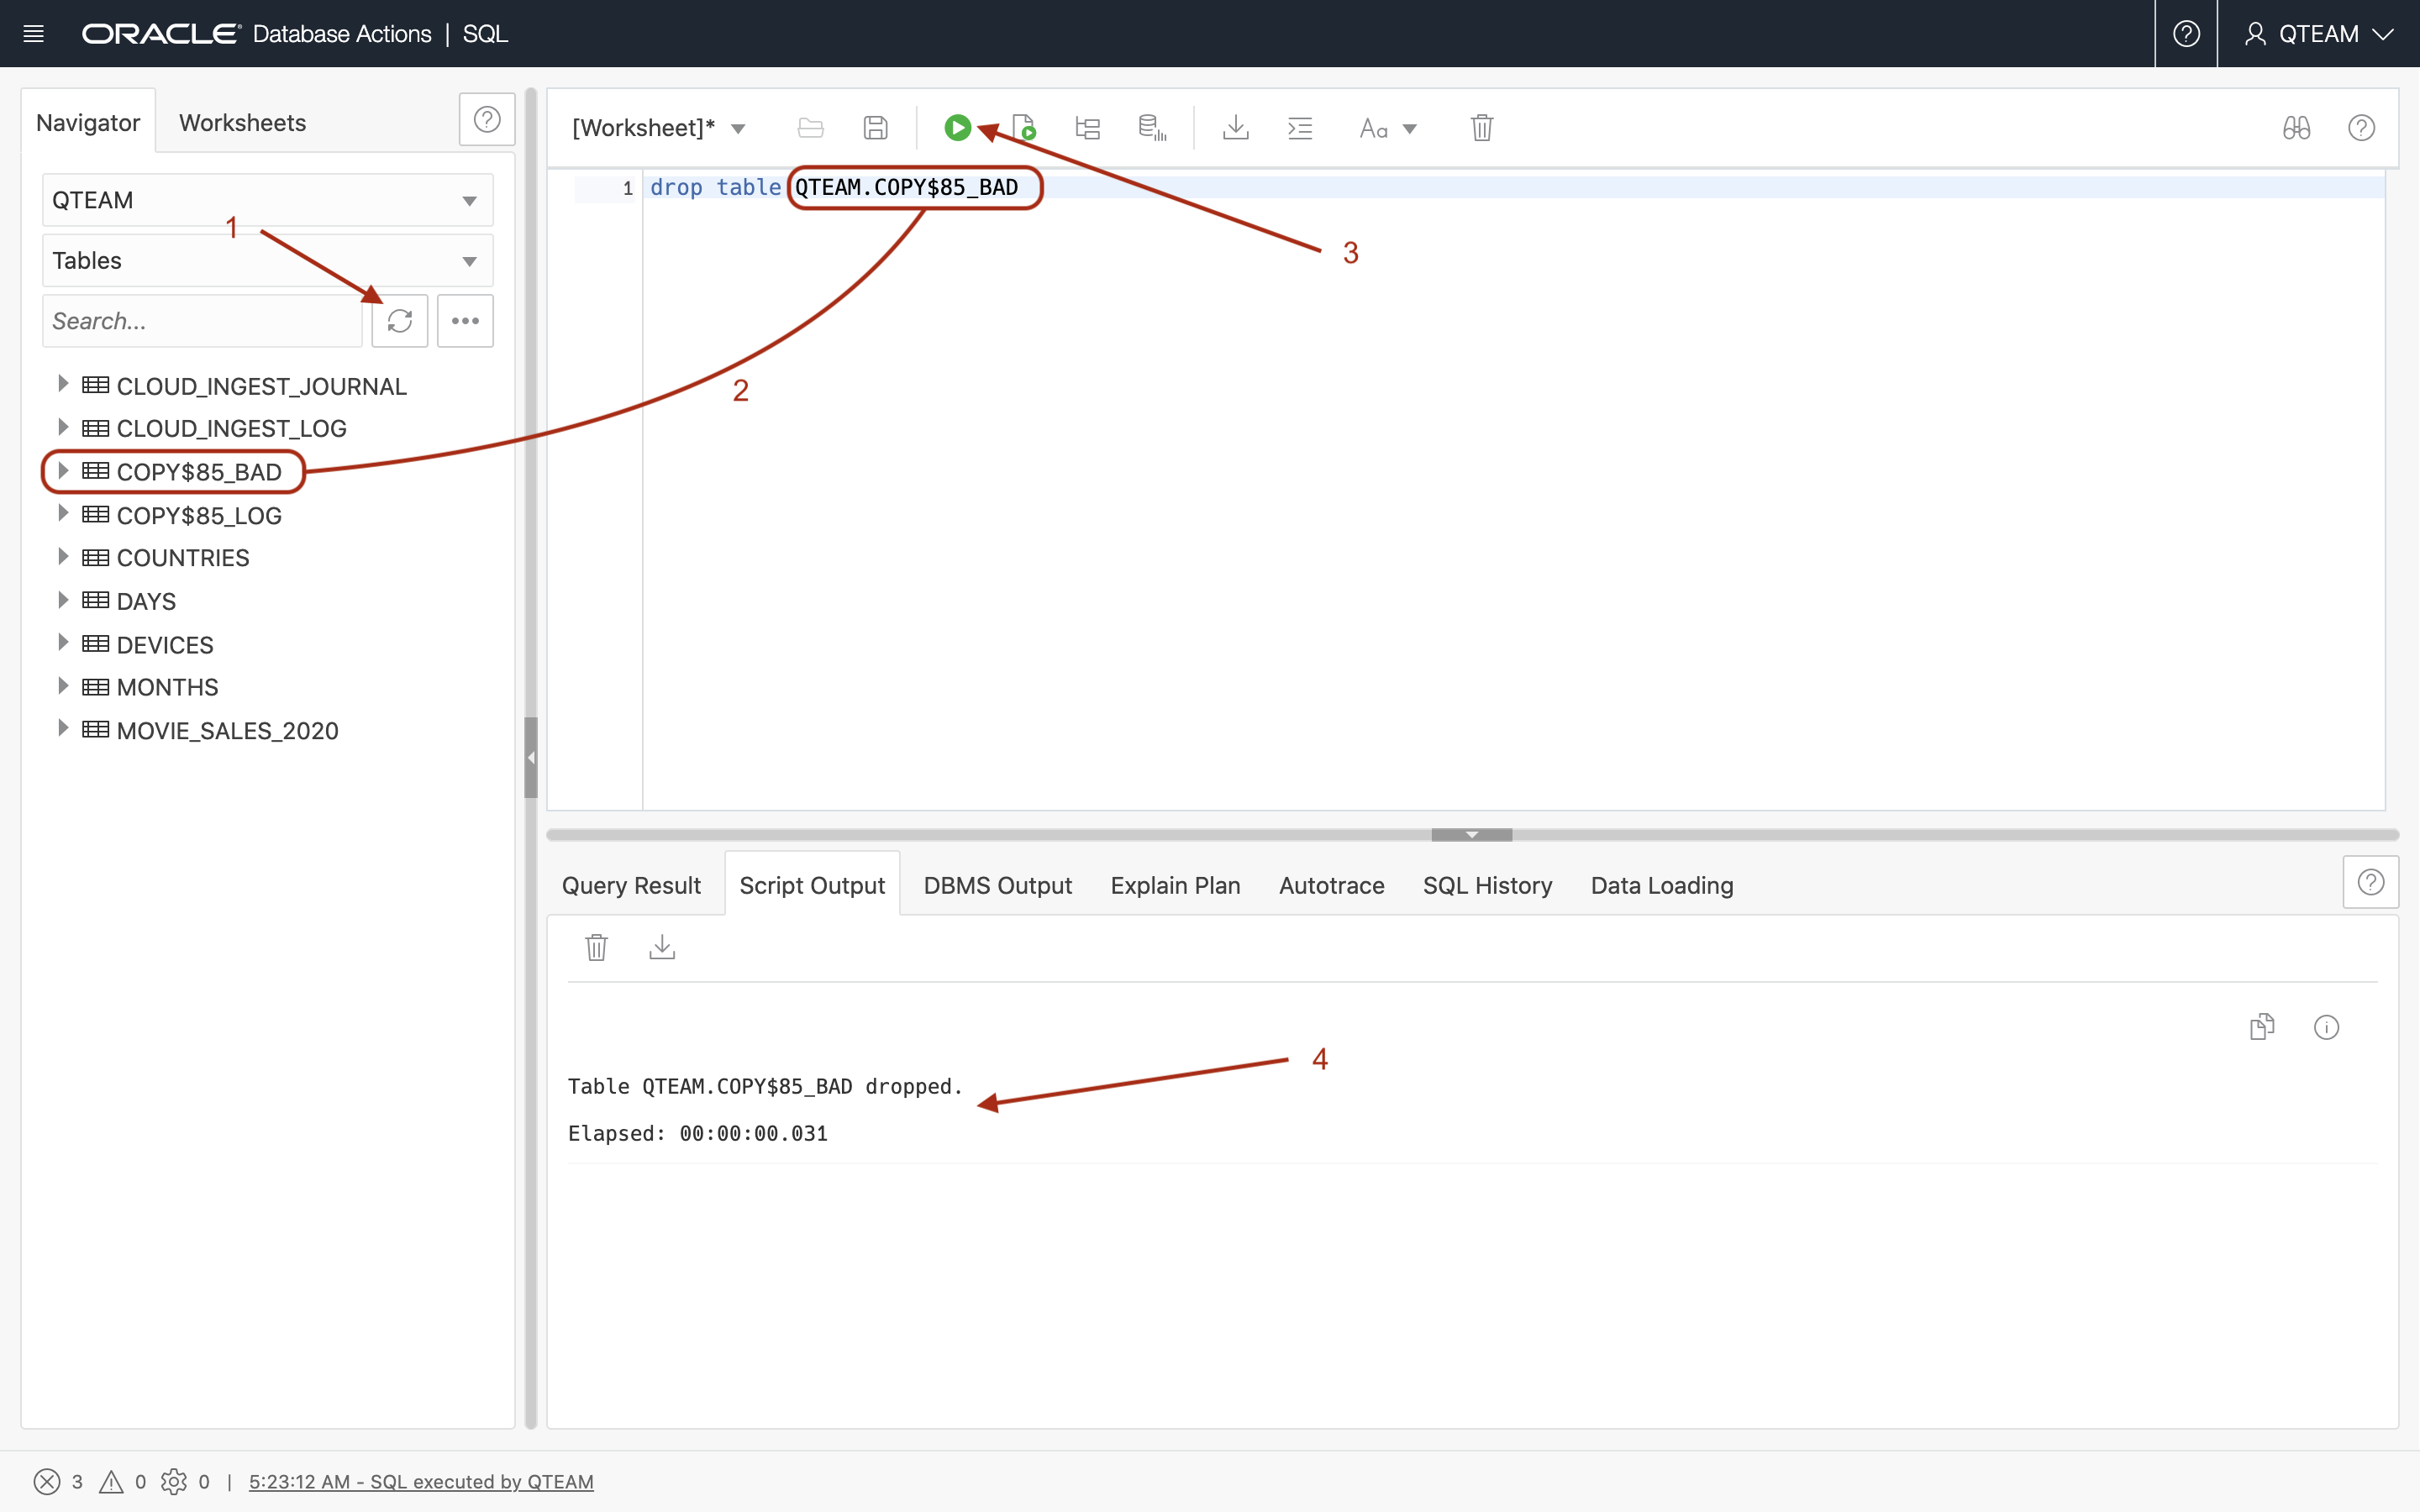 ORACLE Database Actions | SQL
QTEAM
Navigator
Worksheets
[Worksheet]*
Aa
QTEAM
1
Tables
Search...
CLOUD_INGEST_JOURNAL
CLOUD_INGEST_LOG
COPY$85_BAD
COPY$85_LOG
COUNTRIES
DAYS
DEVICES
MONTHS
MOVIE_SALES_2020
1 drop table QTEAM.COPY$85_BAD
3
2
Query Result
Script Output
DBMS Output
Explain Plan
Autotrace
SQL History
Data Loading
4
Table QTEAM.COPY$85_BAD dropped.
Elapsed: 00:00:00.031
3 0 0 | 5:23:12 AM - SQL executed by QTEAM